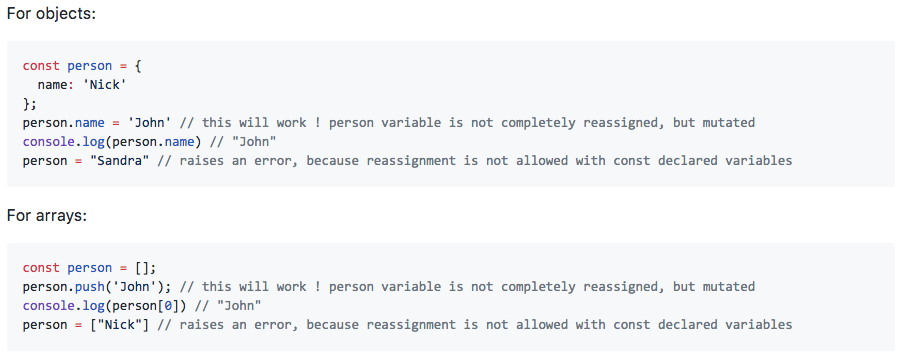 For objects:
const person = {
  name: 'Nick'
};
person.name = 'John' // this will work ! person variable is not completely reassigned, but mutated
console.log(person.name) // "John"
person = "Sandra" // raises an error, because reassignment is not allowed with const declared variables
For arrays:
const person = [];
person.push('John'); // this will work ! person variable is not completely reassigned, but mutated
console.log(person[0]) // "John"
person = ["Nick"] // raises an error, because reassignment is not allowed with const declared variables